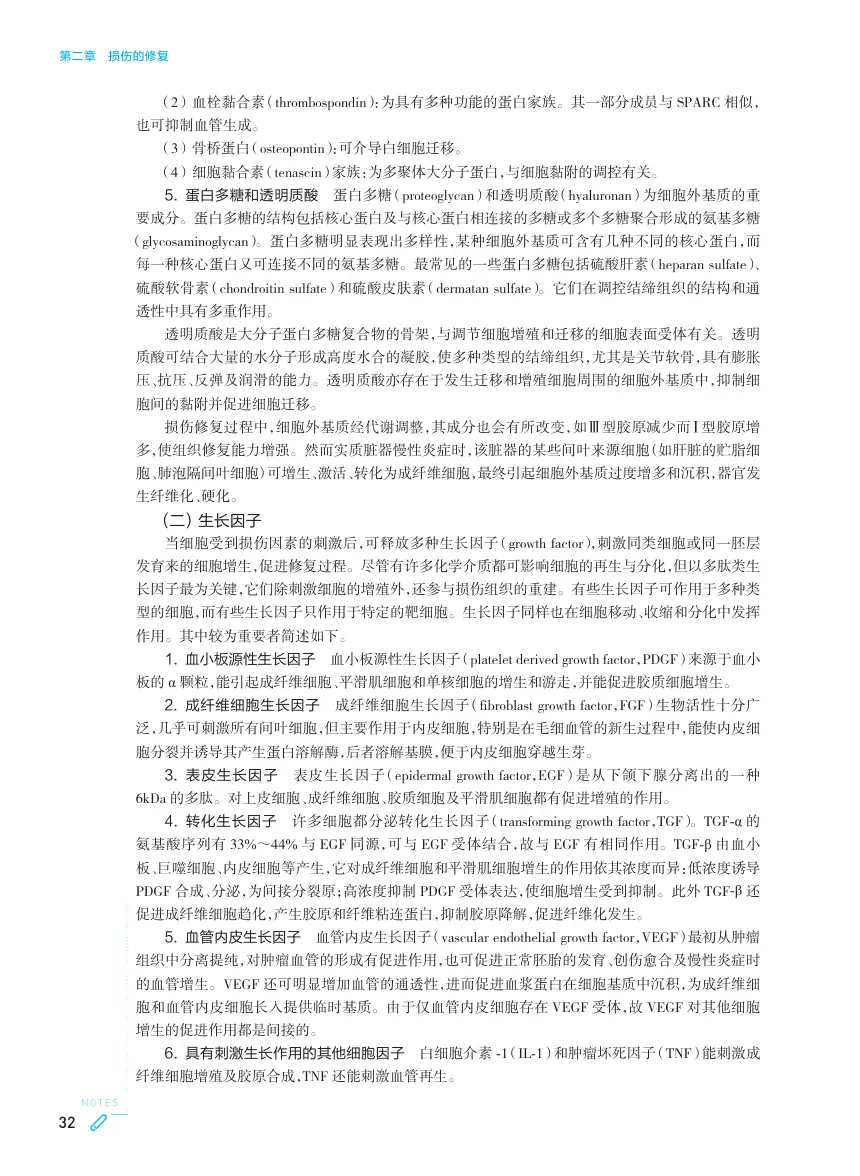 第二章 损伤的修复
（2）血栓黏合素（thrombospondin）：为具有多种功能的蛋白家族。其一部分成员与 SPARC 相似，
也可抑制血管生成。
（3）骨桥蛋白（osteopontin）：可介导白细胞迁移。
（4）细胞黏合素（tenascin）家族：为多聚体大分子蛋白，与细胞黏附的调控有关。
5. 蛋白多糖和透明质酸 蛋白多糖（proteoglycan）和透明质酸（hyaluronan）为细胞外基质的重
要成分。蛋白多糖的结构包括核心蛋白及与核心蛋白相连接的多糖或多个多糖聚合形成的氨基多糖
（glycosaminoglycan）。蛋白多糖明显表现出多样性，某种细胞外基质可含有几种不同的核心蛋白，而
每一种核心蛋白又可连接不同的氨基多糖。最常见的一些蛋白多糖包括硫酸肝素（heparan sulfate）、
硫酸软骨素（chondroitin sulfate）和硫酸皮肤素（dermatan sulfate）。它们在调控结缔组织的结构和通
透性中具有多重作用。
透明质酸是大分子蛋白多糖复合物的骨架，与调节细胞增殖和迁移的细胞表面受体有关。透明
质酸可结合大量的水分子形成高度水合的凝胶，使多种类型的结缔组织，尤其是关节软骨，具有膨胀
压、抗压、反弹及润滑的能力。透明质酸亦存在于发生迁移和增殖细胞周围的细胞外基质中，抑制细
胞间的黏附并促进细胞迁移。
损伤修复过程中，细胞外基质经代谢调整，其成分也会有所改变，如Ⅲ型胶原减少而Ⅰ型胶原增
多，使组织修复能力增强。然而实质脏器慢性炎症时，该脏器的某些间叶来源细胞（如肝脏的贮脂细
胞、肺泡隔间叶细胞）可增生、激活、转化为成纤维细胞，最终引起细胞外基质过度增多和沉积，器官发
生纤维化、硬化。
（二）生长因子
当细胞受到损伤因素的刺激后，可释放多种生长因子（growth factor），刺激同类细胞或同一胚层
发育来的细胞增生，促进修复过程。尽管有许多化学介质都可影响细胞的再生与分化，但以多肽类生
长因子最为关键，它们除刺激细胞的增殖外，还参与损伤组织的重建。有些生长因子可作用于多种类
型的细胞，而有些生长因子只作用于特定的靶细胞。生长因子同样也在细胞移动、收缩和分化中发挥
作用。其中较为重要者简述如下。
1. 血小板源性生长因子 血小板源性生长因子（platelet derived growth factor，PDGF）来源于血小
板的 α 颗粒，能引起成纤维细胞、平滑肌细胞和单核细胞的增生和游走，并能促进胶质细胞增生。
2. 成纤维细胞生长因子 成纤维细胞生长因子（fibroblast growth factor，FGF）生物活性十分广
泛，几乎可刺激所有间叶细胞，但主要作用于内皮细胞，特别是在毛细血管的新生过程中，能使内皮细
胞分裂并诱导其产生蛋白溶解酶，后者溶解基膜，便于内皮细胞穿越生芽。
3. 表皮生长因子 表皮生长因子（epidermal growth factor，EGF）是从下颌下腺分离出的一种
6kDa 的多肽。对上皮细胞、成纤维细胞、胶质细胞及平滑肌细胞都有促进增殖的作用。
4. 转化生长因子 许多细胞都分泌转化生长因子（transforming growth factor，TGF）。TGF-α 的
氨基酸序列有 33%～44% 与 EGF 同源，可与 EGF 受体结合，故与 EGF 有相同作用。TGF-β 由血小
板、巨噬细胞、内皮细胞等产生，它对成纤维细胞和平滑肌细胞增生的作用依其浓度而异：低浓度诱导
PDGF 合成、分泌，为间接分裂原；高浓度抑制 PDGF 受体表达，使细胞增生受到抑制。此外 TGF-β 还
促进成纤维细胞趋化，产生胶原和纤维粘连蛋白，抑制胶原降解，促进纤维化发生。
5. 血管内皮生长因子 血管内皮生长因子（vascular endothelial growth factor，VEGF）最初从肿瘤
组织中分离提纯，对肿瘤血管的形成有促进作用，也可促进正常胚胎的发育、创伤愈合及慢性炎症时
的血管增生。VEGF 还可明显增加血管的通透性，进而促进血浆蛋白在细胞基质中沉积，为成纤维细
胞和血管内皮细胞长入提供临时基质。由于仅血管内皮细胞存在 VEGF 受体，故 VEGF 对其他细胞
增生的促进作用都是间接的。
6. 具有刺激生长作用的其他细胞因子 白细胞介素 -1（IL-1）和肿瘤坏死因子（TNF）能刺激成
纤维细胞增殖及胶原合成，TNF 还能刺激血管再生。
NOTES
32